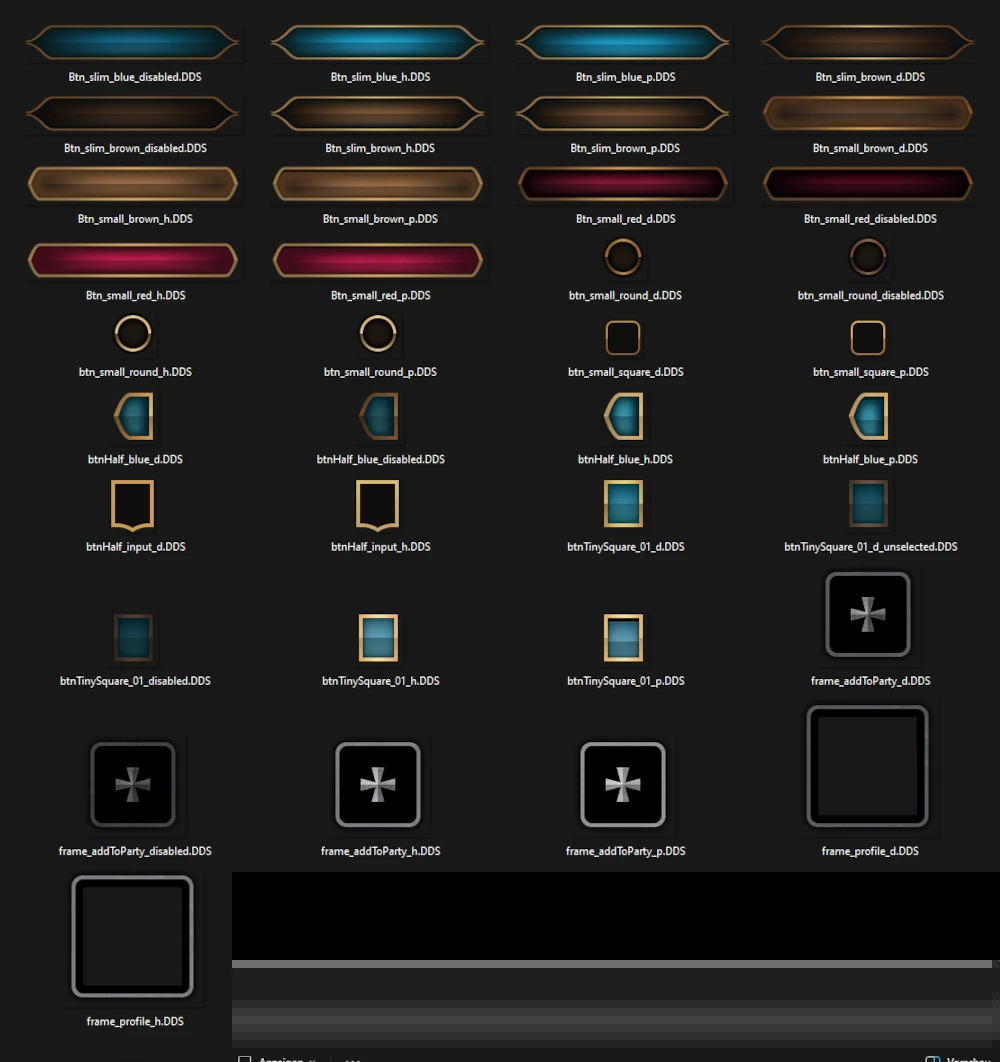 Btn_slim_blue_disabled.DDS
Btn_slim_blue_h.DDS
Btn_slim_blue_p.DDS
Btn_slim_brown_d.DDS
Btn_slim_brown_disabled.DDS
Btn_slim_brown_h.DDS
Btn_slim_brown_p.DDS
Btn_small_brown_d.DDS
Btn_small_brown_h.DDS
Btn_small_brown_p.DDS
Btn_small_red_d.DDS
Btn_small_red_disabled.DDS
Btn_small_red_h.DDS
Btn_small_red_p.DDS
btn_small_round_d.DDS
btn_small_round_disabled.DDS
btn_small_round_h.DDS
btn_small_round_p.DDS
btn_small_square_d.DDS
btn_small_square_p.DDS
btnHalf_blue_d.DDS
btnHalf_blue_disabled.DDS
btnHalf_blue_h.DDS
btnHalf_blue_p.DDS
btnHalf_input_d.DDS
btnHalf_input_h.DDS
btnTinySquare_01_d.DDS
btnTinySquare_01_d_unselected.DDS
btnTinySquare_01_disabled.DDS
btnTinySquare_01_h.DDS
btnTinySquare_01_p.DDS
frame_addToParty_d.DDS
frame_addToParty_disabled.DDS
frame_addToParty_h.DDS
frame_addToParty_p.DDS
frame_profile_d.DDS
frame_profile_h.DDS